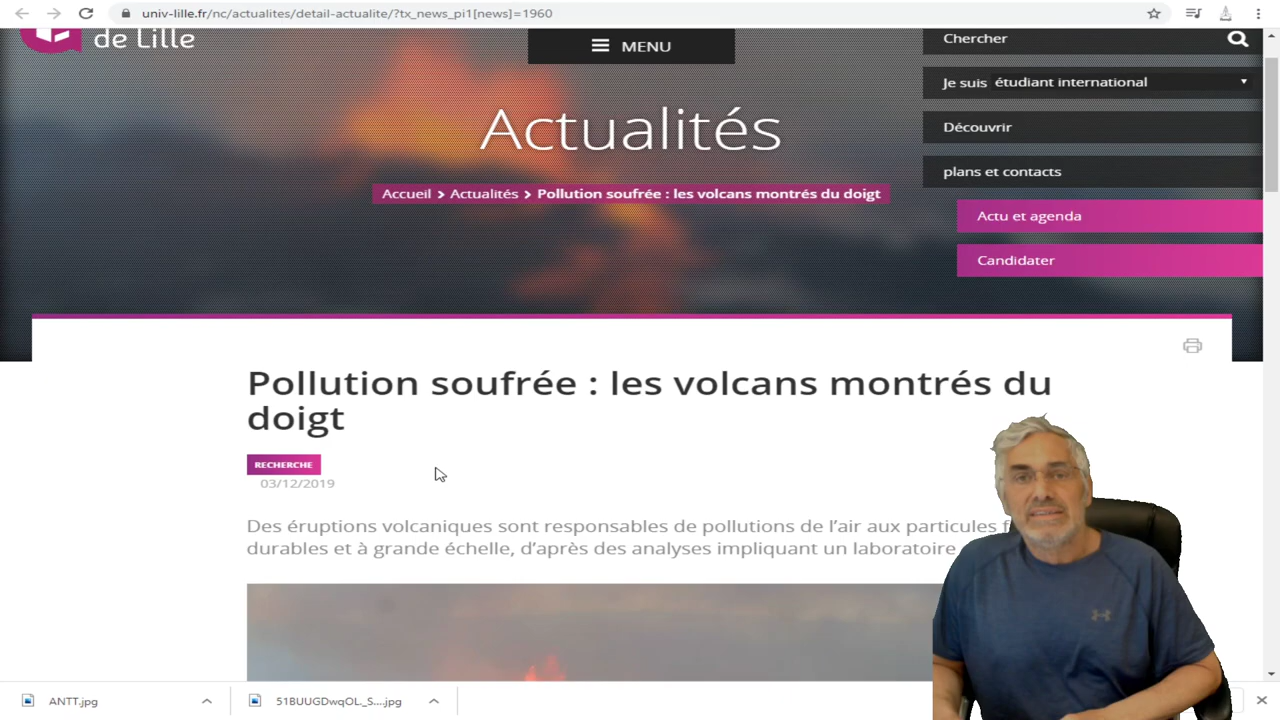 univ-lille.fr/nc/actualites/detail-actualite/?tx_news_pi1[news]=1960
de Lille
MENU
Chercher
Je suis étudiant international
Découvrir
plans et contacts
Actu et agenda
Candidater
Actualités
Accueil > Actualités > Pollution soufrée : les volcans montrés du doigt
Pollution soufrée : les volcans montrés du
doigt
RECHERCHE
03/12/2019
Des éruptions volcaniques sont responsables de pollutions de l’air aux particules
durables et à grande échelle, d’après des analyses impliquant un laboratoire
ANTT.jpg
51BUUGDwqOL._S....jpg